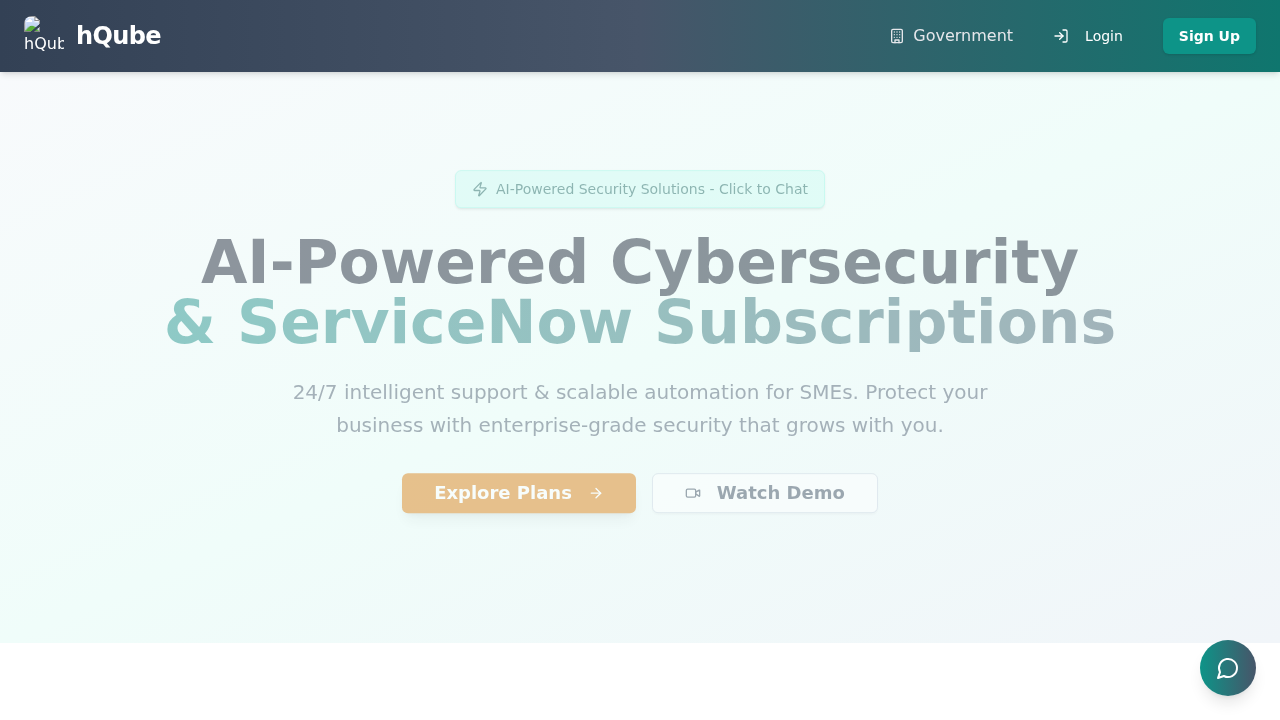 hQub
hQube
Government
Login
Sign Up
AI-Powered Security Solutions - Click to Chat
AI-Powered Cybersecurity
& ServiceNow Subscriptions
24/7 intelligent support & scalable automation for SMEs. Protect your
business with enterprise-grade security that grows with you.
Explore Plans
Watch Demo